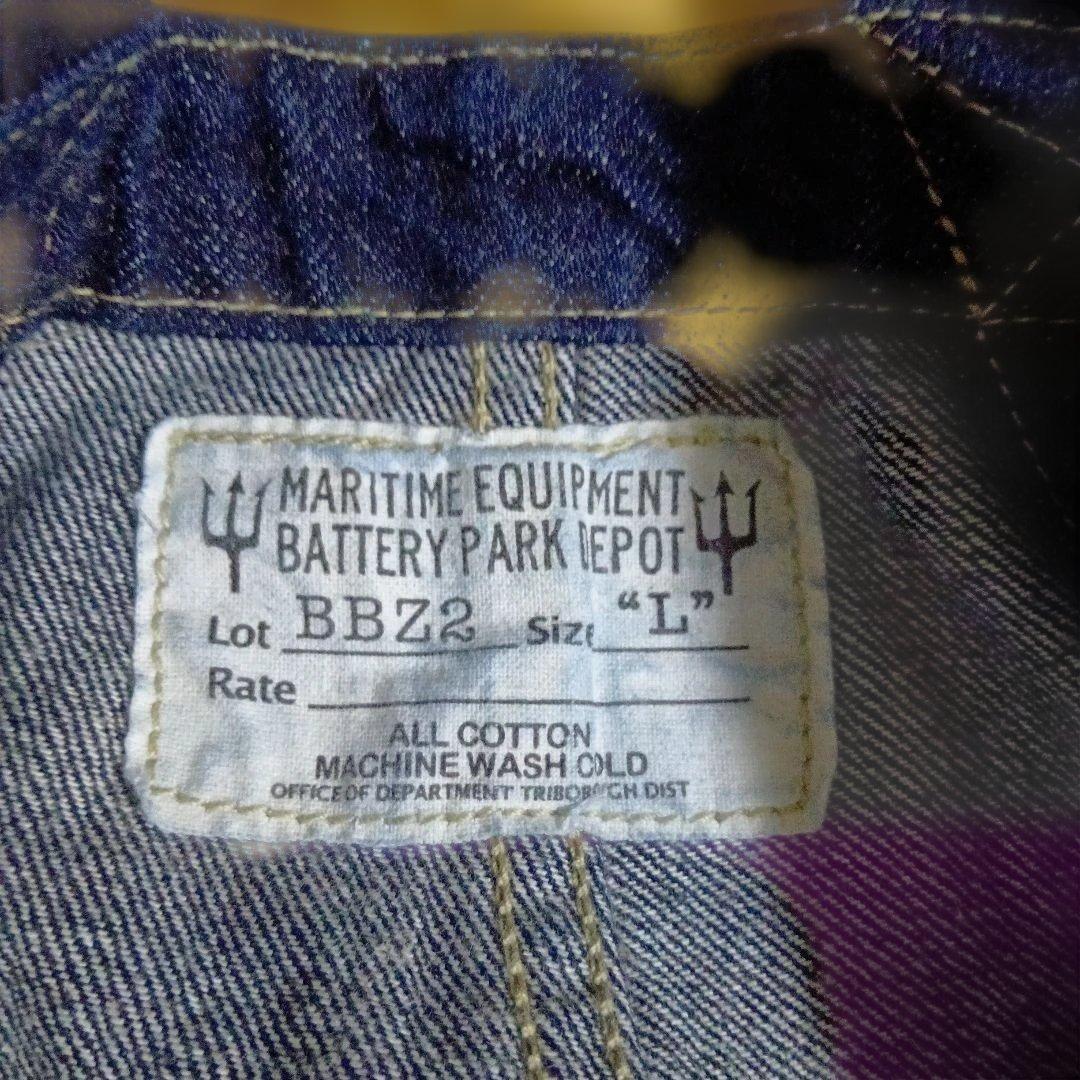 MARITIME EQUIPMENT
BATTERY PARK DEPOT
Lot BBZ2 Size "L"
Rate
ALL COTTON
MACHINE WASH COLD
OFFICE OF DEPARTMENT TRIBOROUGH DIST